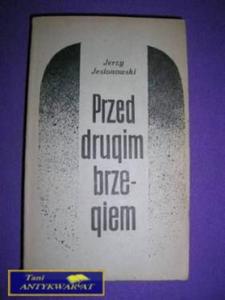 Jerzy
Jesionowski
Przed
drugim
brze-
giem
Tani
ANTYKWARIAT